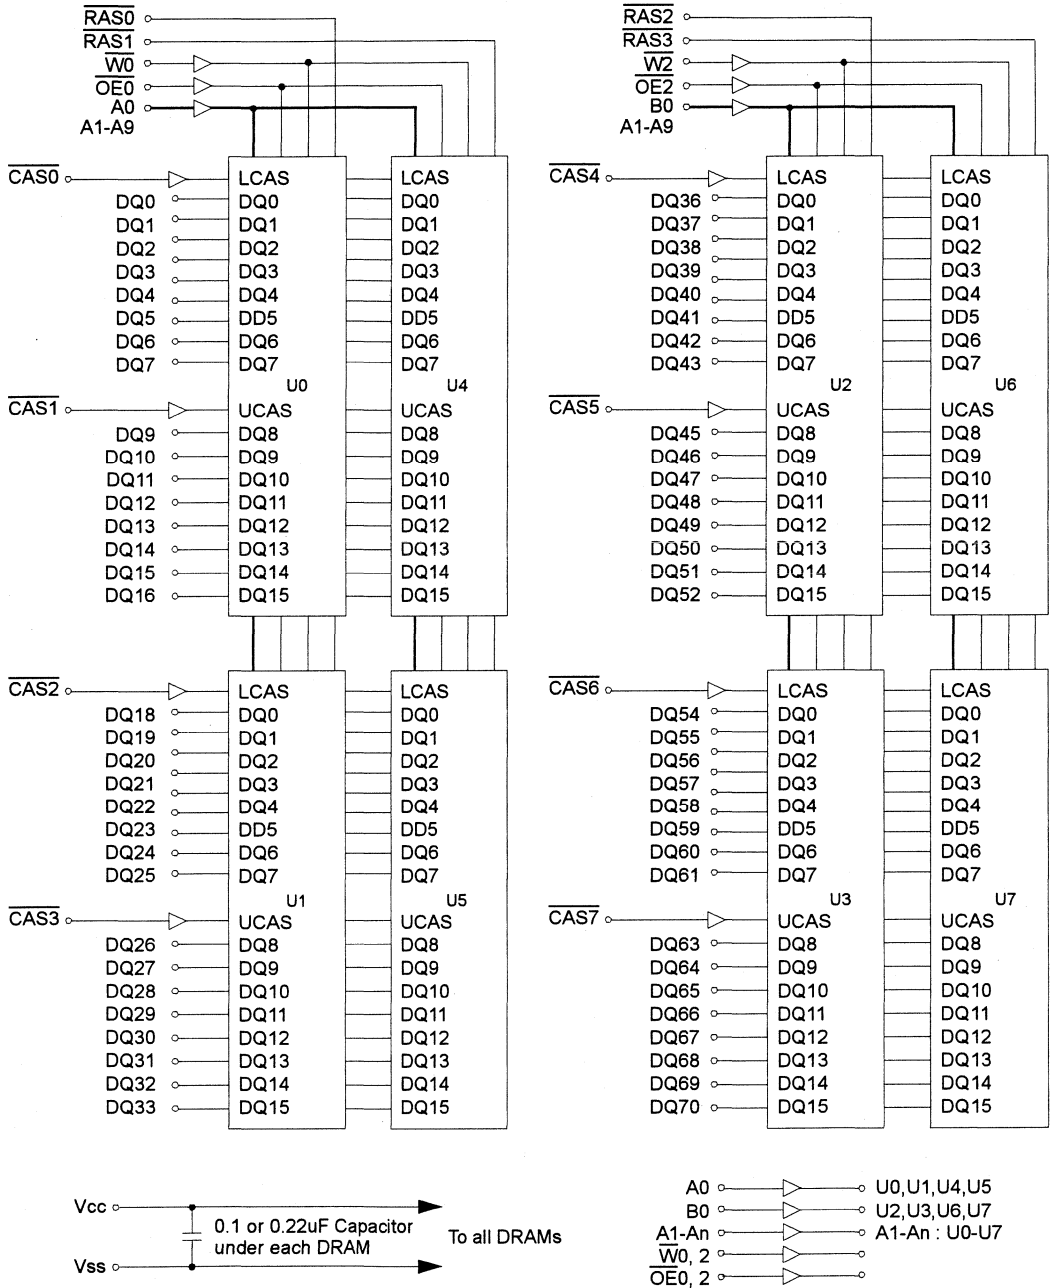 RAS0
RAS1
W0
OE0
A0
A1-A9
RAS2
RAS3
W2
OE2
B0
A1-A9
CAS0
DQ0
DQ1
DQ2
DQ3
DQ4
DQ5
DQ6
DQ7
CAS1
DQ9
DQ10
DQ11
DQ12
DQ13
DQ14
DQ15
DQ16
LCAS
DQ0
DQ1
DQ2
DQ3
DQ4
DD5
DQ6
DQ7
U0
UCAS
DQ8
DQ9
DQ10
DQ11
DQ12
DQ13
DQ14
DQ15
LCAS
DQ0
DQ1
DQ2
DQ3
DQ4
DD5
DQ6
DQ7
U4
UCAS
DQ8
DQ9
DQ10
DQ11
DQ12
DQ13
DQ14
DQ15
CAS4
DQ36
DQ37
DQ38
DQ39
DQ40
DQ41
DQ42
DQ43
CAS5
DQ45
DQ46
DQ47
DQ48
DQ49
DQ50
DQ51
DQ52
LCAS
DQ0
DQ1
DQ2
DQ3
DQ4
DD5
DQ6
DQ7
U2
UCAS
DQ8
DQ9
DQ10
DQ11
DQ12
DQ13
DQ14
DQ15
LCAS
DQ0
DQ1
DQ2
DQ3
DQ4
DD5
DQ6
DQ7
U6
UCAS
DQ8
DQ9
DQ10
DQ11
DQ12
DQ13
DQ14
DQ15
CAS2
DQ18
DQ19
DQ20
DQ21
DQ22
DQ23
DQ24
DQ25
CAS3
DQ26
DQ27
DQ28
DQ29
DQ30
DQ31
DQ32
DQ33
LCAS
DQ0
DQ1
DQ2
DQ3
DQ4
DD5
DQ6
DQ7
U1
UCAS
DQ8
DQ9
DQ10
DQ11
DQ12
DQ13
DQ14
DQ15
LCAS
DQ0
DQ1
DQ2
DQ3
DQ4
DD5
DQ6
DQ7
U5
UCAS
DQ8
DQ9
DQ10
DQ11
DQ12
DQ13
DQ14
DQ15
CAS6
DQ54
DQ55
DQ56
DQ57
DQ58
DQ59
DQ60
DQ61
CAS7
DQ63
DQ64
DQ65
DQ66
DQ67
DQ68
DQ69
DQ70
LCAS
DQ0
DQ1
DQ2
DQ3
DQ4
DD5
DQ6
DQ7
U3
UCAS
DQ8
DQ9
DQ10
DQ11
DQ12
DQ13
DQ14
DQ15
LCAS
DQ0
DQ1
DQ2
DQ3
DQ4
DD5
DQ6
DQ7
U7
UCAS
DQ8
DQ9
DQ10
DQ11
DQ12
DQ13
DQ14
DQ15
Vcc
0.1 or 0.22uF Capacitor
under each DRAM
To all DRAMs
Vss
A0 U0,U1,U4,U5
B0 U2,U3,U6,U7
A1-An A1-An : U0-U7
W0, 2
OE0, 2